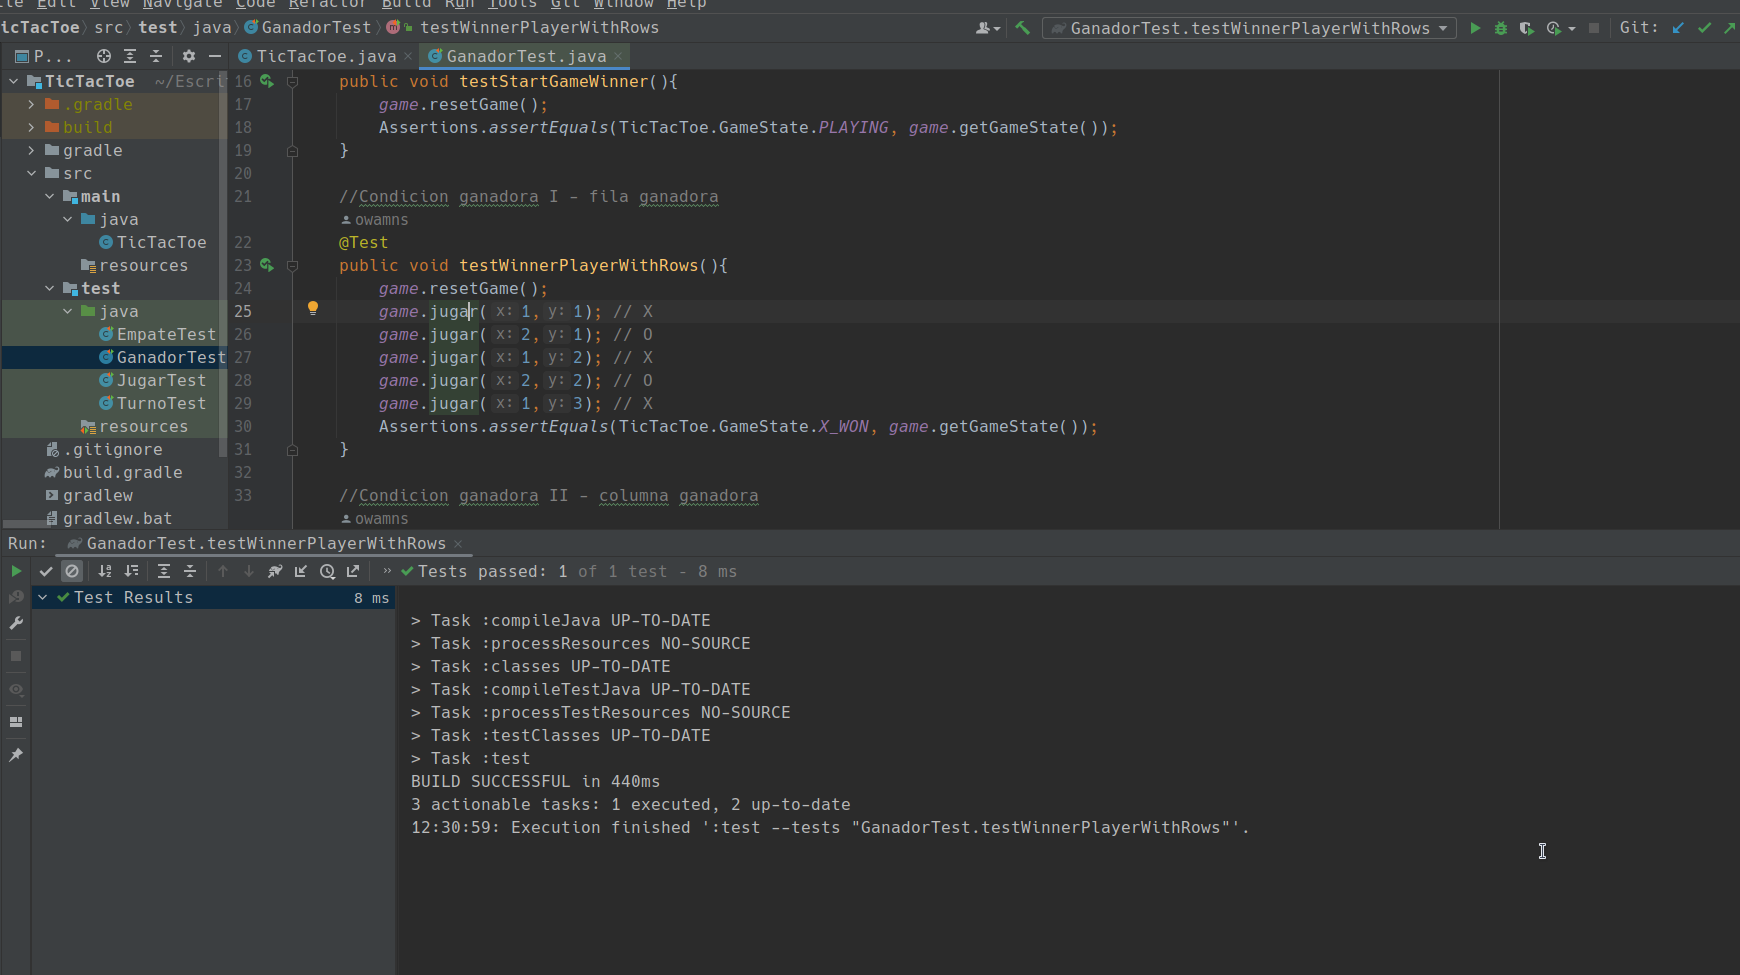 Edit View Navigate Code Refactor Build Run Tools Git Window Help
icTacToe src test java GanadorTest testWinnerPlayerWithRows
GanadorTest.testWinnerPlayerWithRows Git:
P... TicTacToe.java GanadorTest.java
TicTacToe ~/Escri
.gradle
build
gradle
src
main
java
TicTacToe
resources
test
java
EmpateTest
GanadorTest
JugarTest
TurnoTest
resources
.gitignore
build.gradle
gradlew
gradlew.bat
16 public void testStartGameWinner(){
17 game.resetGame();
18 Assertions.assertEquals(TicTacToe.GameState.PLAYING, game.getGameState());
19 }
20
21 //Condicion ganadora I - fila ganadora
owamns
22 @Test
23 public void testWinnerPlayerWithRows(){
24 game.resetGame();
25 game.jugar( x: 1, y: 1); // X
26 game.jugar( x: 2, y: 1); // O
27 game.jugar( x: 1, y: 2); // X
28 game.jugar( x: 2, y: 2); // O
29 game.jugar( x: 1, y: 3); // X
30 Assertions.assertEquals(TicTacToe.GameState.X_WON, game.getGameState());
31 }
32
33 //Condicion ganadora II - columna ganadora
owamns
Run: GanadorTest.testWinnerPlayerWithRows
Tests passed: 1 of 1 test - 8 ms
Test Results 8 ms
> Task :compileJava UP-TO-DATE
> Task :processResources NO-SOURCE
> Task :classes UP-TO-DATE
> Task :compileTestJava UP-TO-DATE
> Task :processTestResources NO-SOURCE
> Task :testClasses UP-TO-DATE
> Task :test
BUILD SUCCESSFUL in 440ms
3 actionable tasks: 1 executed, 2 up-to-date
12:30:59: Execution finished ':test --tests "GanadorTest.testWinnerPlayerWithRows"'.